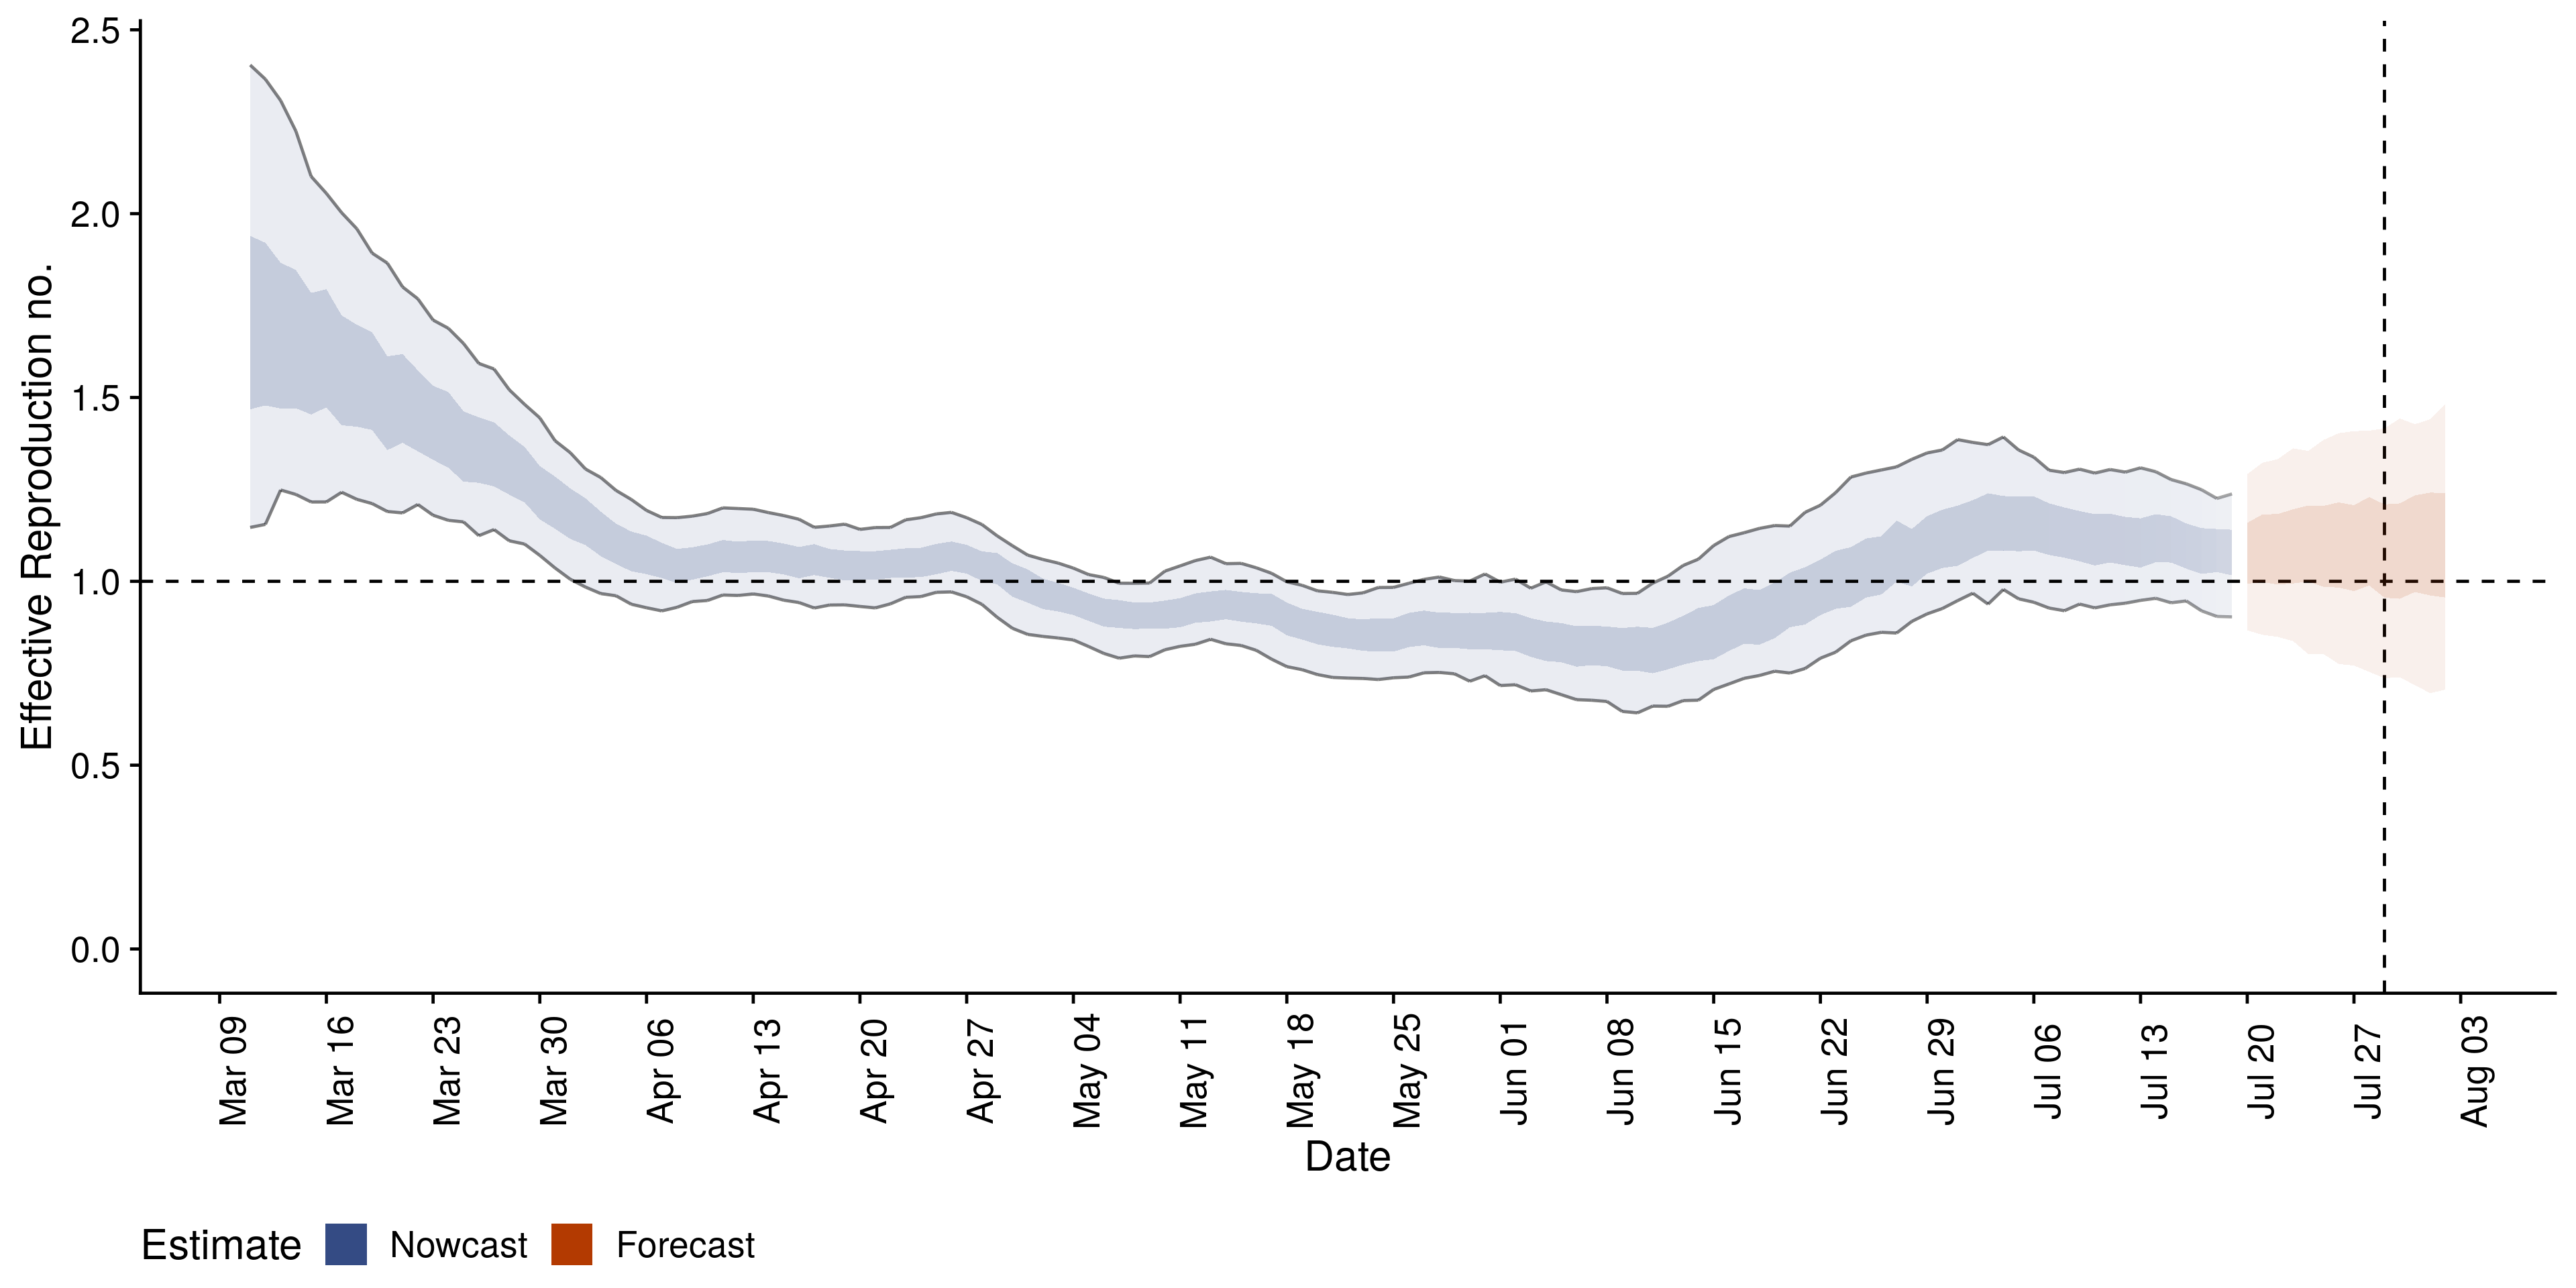 Effective Reproduction no.
2.5
2.0
1.5
1.0
0.5
0.0
Mar 09
Mar 16
Mar 23
Mar 30
Apr 06
Apr 13
Apr 20
Apr 27
May 04
May 11
May 18
May 25
Jun 01
Jun 08
Jun 15
Jun 22
Jun 29
Jul 06
Jul 13
Jul 20
Jul 27
Aug 03
Date
Estimate Nowcast Forecast